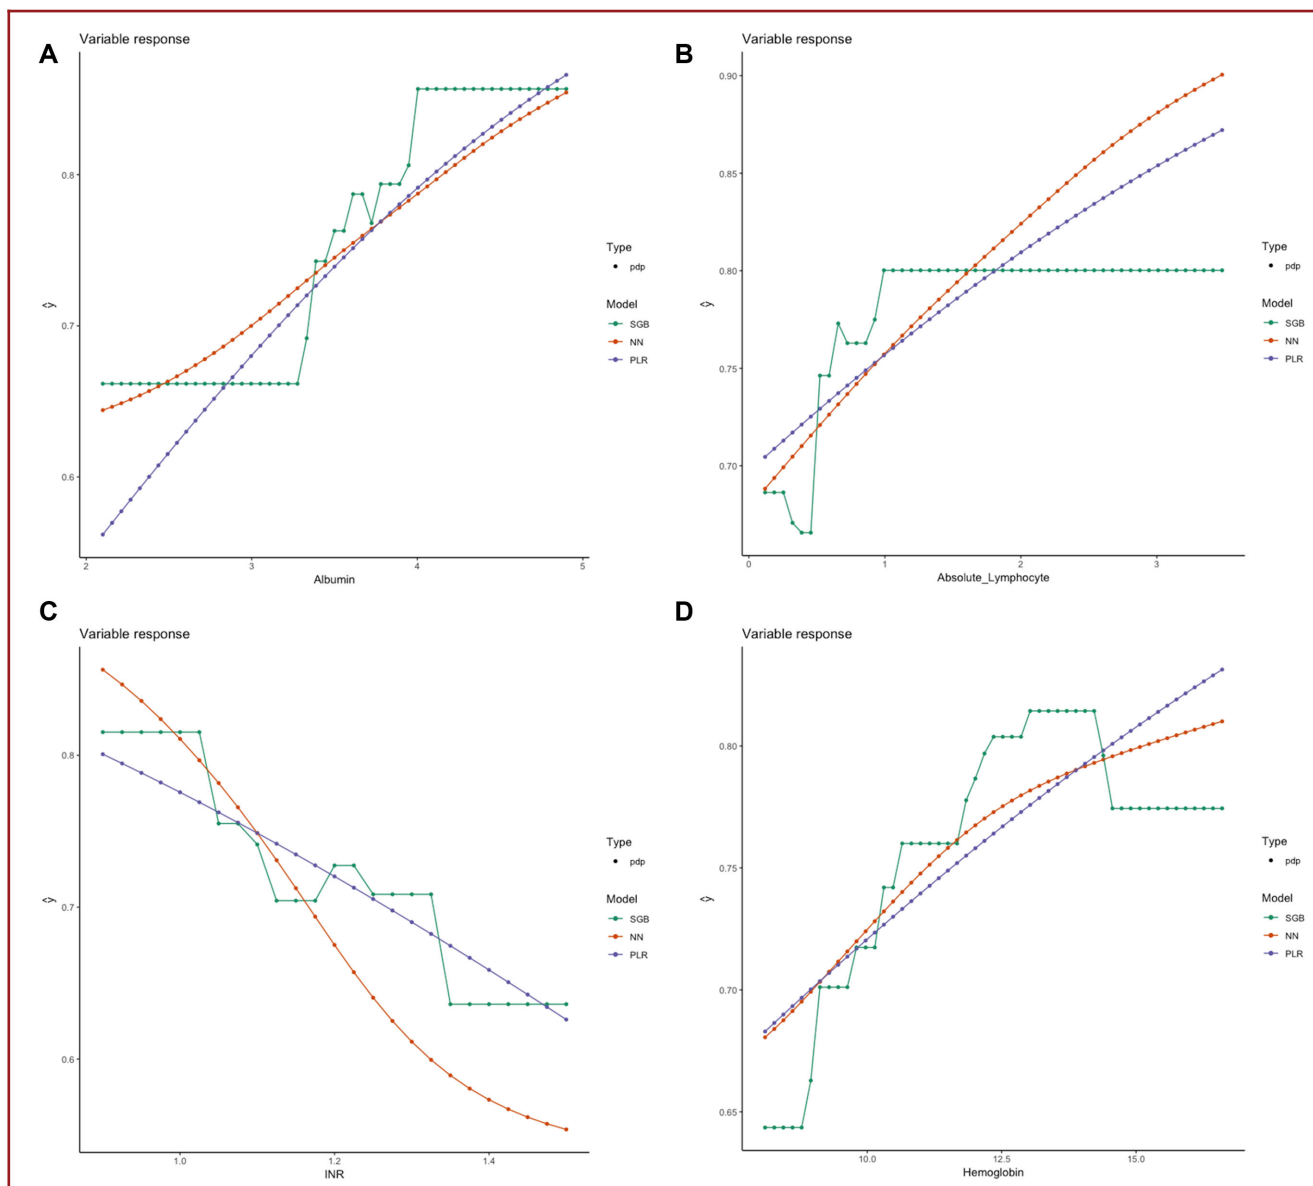 A
Variable response
ŷ
0.8
0.7
0.6
2
3
4
5
Albumin
Type
pdp
Model
SGB
NN
PLR
B
Variable response
ŷ
0.90
0.85
0.80
0.75
0.70
0
1
2
3
Absolute_Lymphocyte
Type
pdp
Model
SGB
NN
PLR
C
Variable response
ŷ
0.8
0.7
0.6
1.0
1.2
1.4
INR
Type
pdp
Model
SGB
NN
PLR
D
Variable response
ŷ
0.80
0.75
0.70
0.65
10.0
12.5
15.0
Hemoglobin
Type
pdp
Model
SGB
NN
PLR